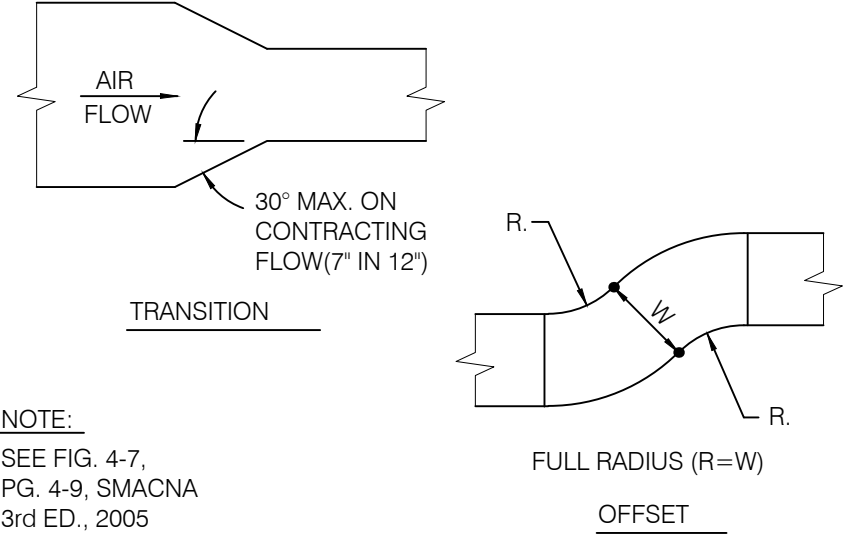 AIR
FLOW
30° MAX. ON
CONTRACTING
FLOW(7" IN 12")
TRANSITION
R.
W
R.
FULL RADIUS (R=W)
OFFSET
NOTE:
SEE FIG. 4-7,
PG. 4-9, SMACNA
3rd ED., 2005